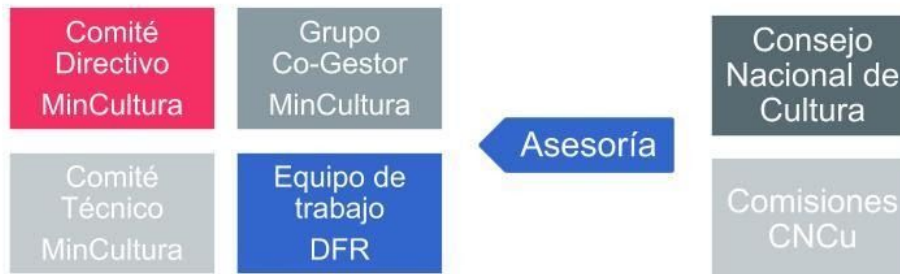 Comité
Directivo
MinCultura
Grupo
Co-Gestor
MinCultura
Comité
Técnico
MinCultura
Equipo de
trabajo
DFR
Asesoría
Consejo
Nacional de
Cultura
Comisiones
CNCu